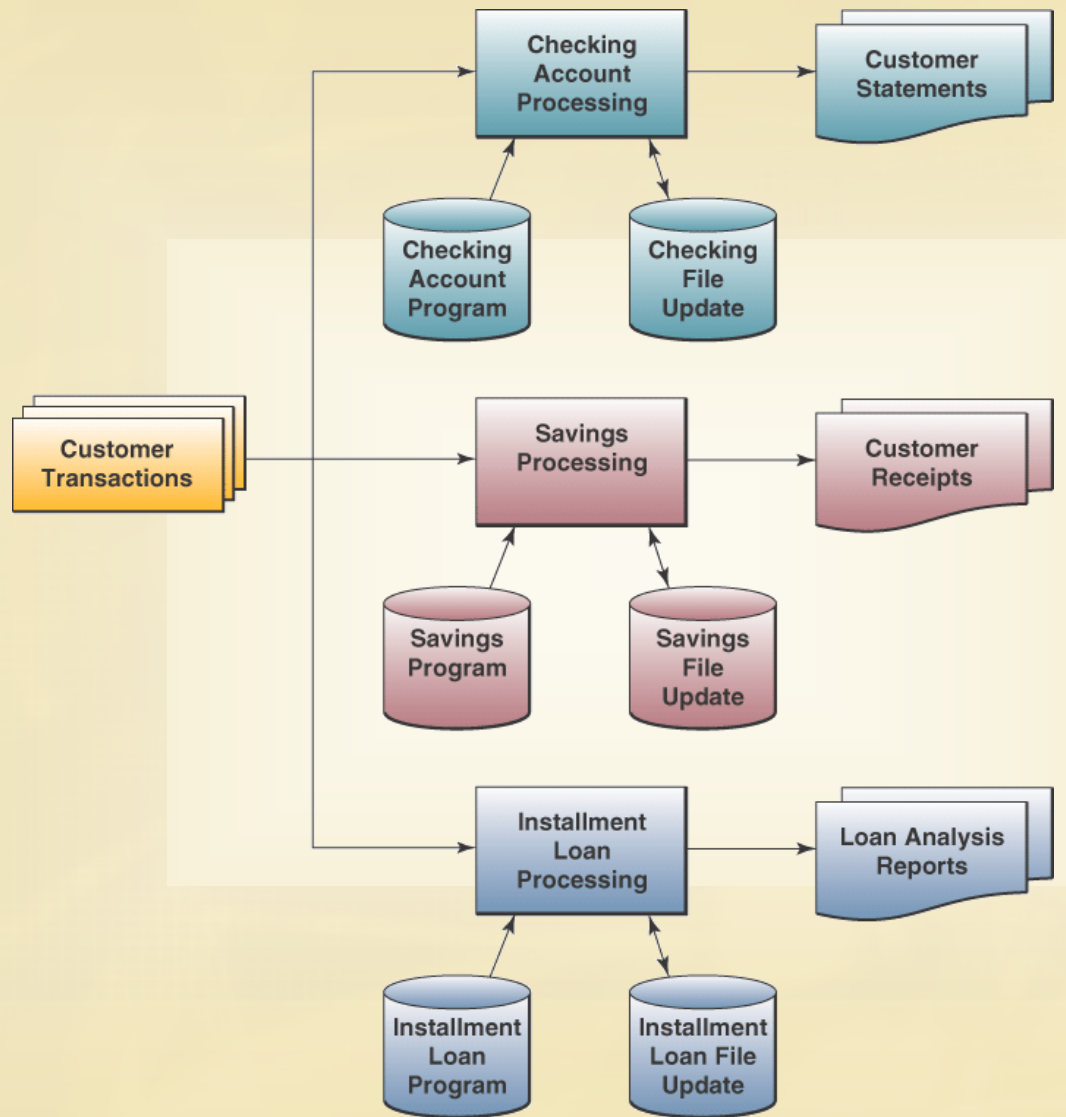 Checking
Account
Processing
Customer
Statements
Checking
Account
Program
Checking
File
Update
Customer
Transactions
Savings
Processing
Customer
Receipts
Savings
Program
Savings
File
Update
Installment
Loan
Processing
Loan Analysis
Reports
Installment
Loan
Program
Installment
Loan File
Update